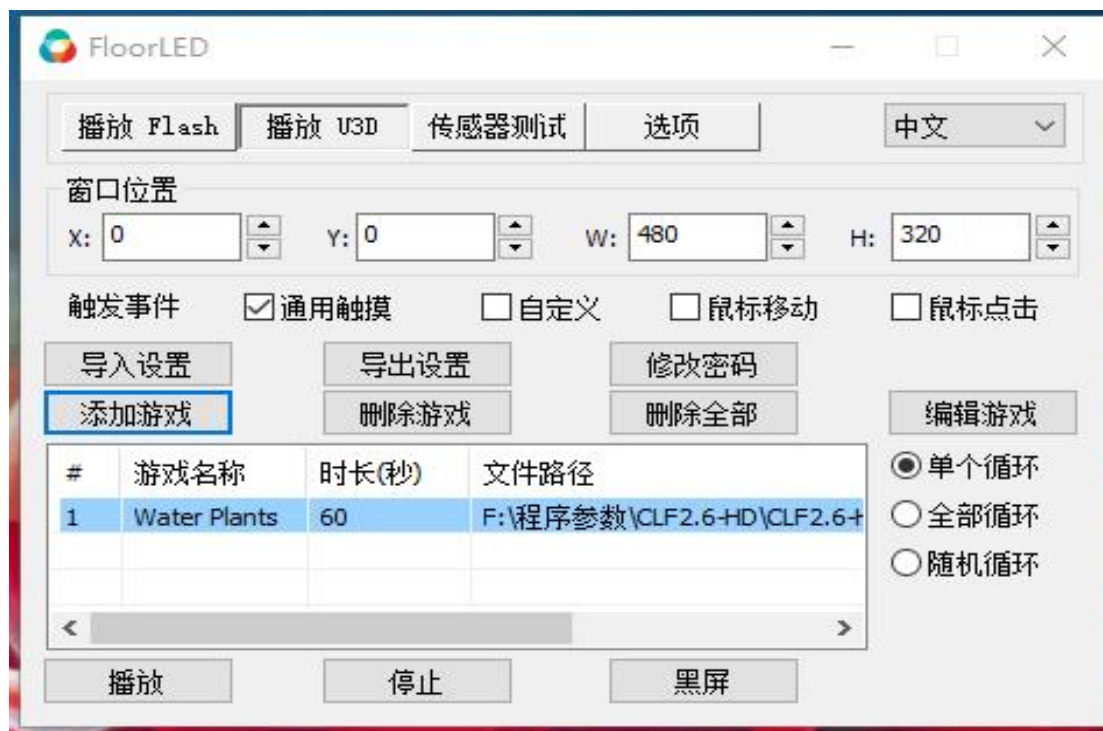 FloorLED
播放 Flash 播放 U3D 传感器测试 选项 中文
窗口位置
X: 0 Y: 0 W: 480 H: 320
触发事件 通用触摸 自定义 鼠标移动 鼠标点击
导入设置 导出设置 修改密码
添加游戏 删除游戏 删除全部 编辑游戏
# 游戏名称 时长(秒) 文件路径 单个循环
1 Water Plants 60 F:\程序参数\CLF2.6-HD\CLF2.6-H 全部循环
随机循环
播放 停止 黑屏